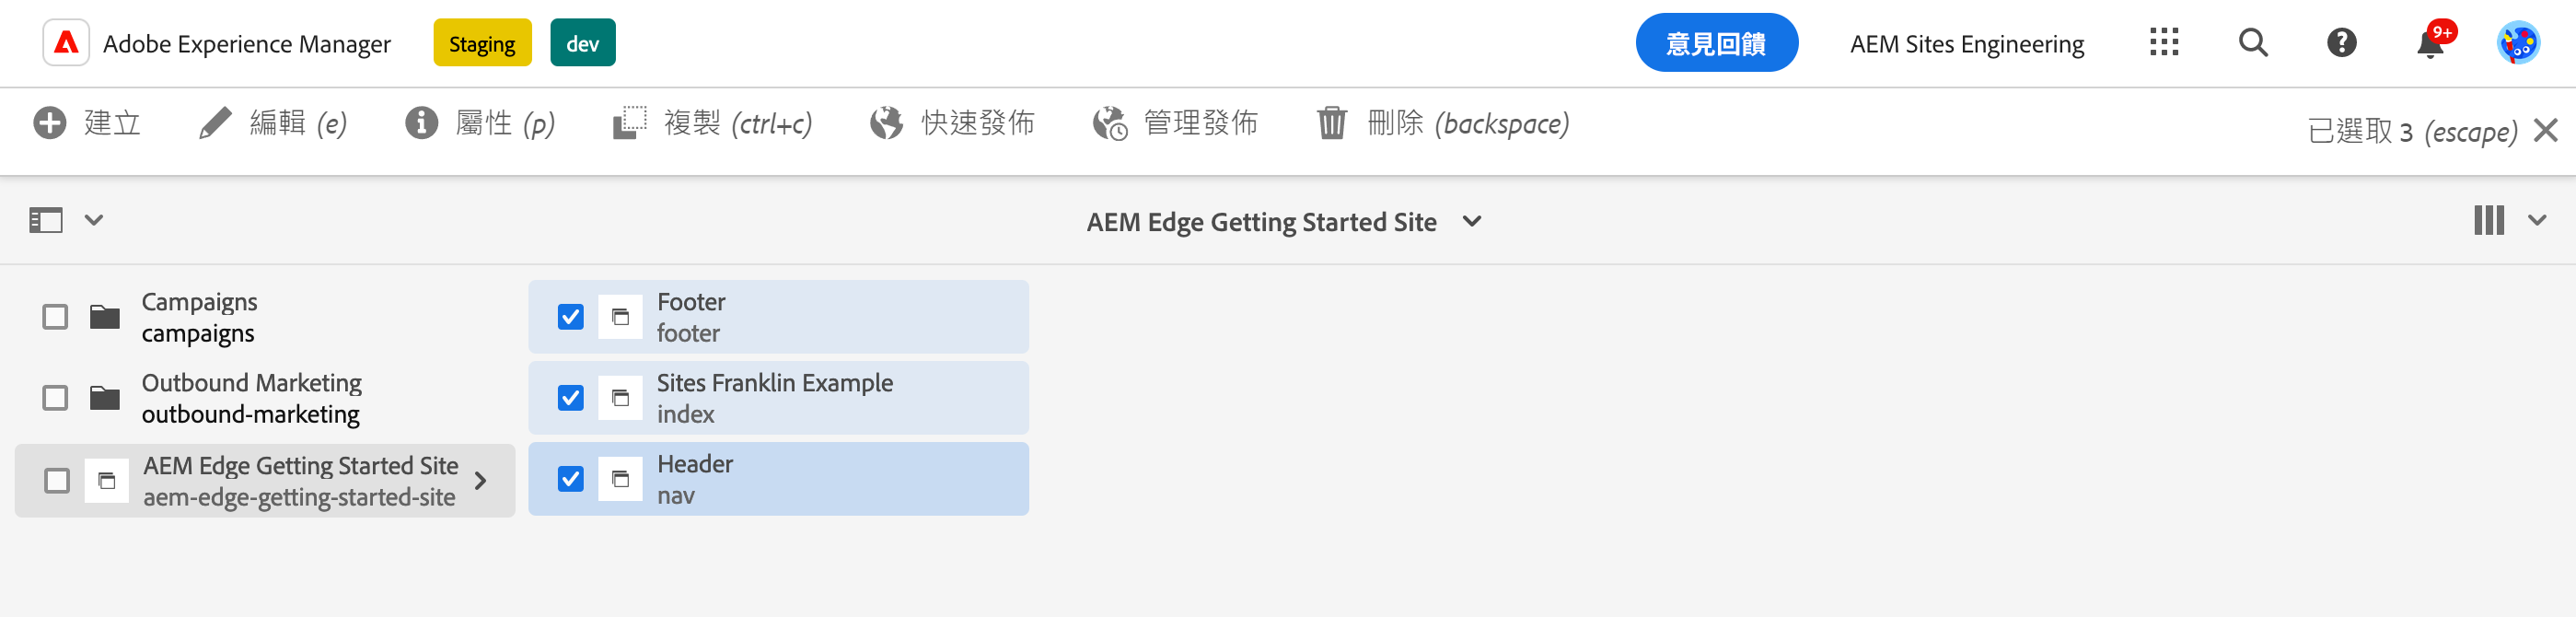 Adobe Experience Manager Staging dev 意見回饋 AEM Sites Engineering 9+
建立 編輯 (e) 屬性 (p) 複製 (ctrl+c) 快速發佈 管理發佈 刪除 (backspace) 已選取 3 (escape)
AEM Edge Getting Started Site
Campaigns
campaigns
Outbound Marketing
outbound-marketing
AEM Edge Getting Started Site
aem-edge-getting-started-site
Footer
footer
Sites Franklin Example
index
Header
nav